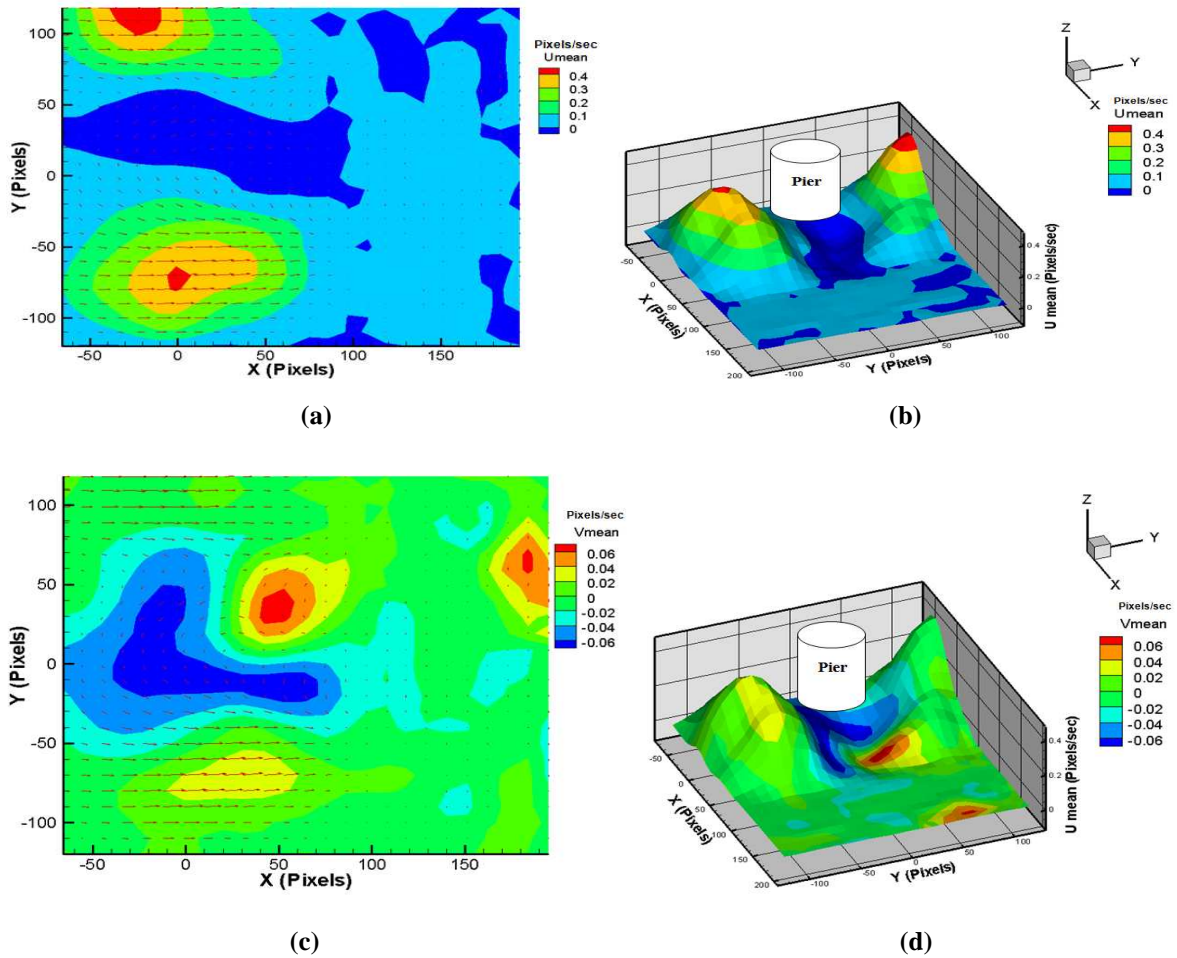 Pixels/sec
Umean
0.4
0.3
0.2
0.1
0
100
50
0
-50
-100
Y (Pixels)
-50 0 50 100 150
X (Pixels)
(a)
Z
Y
X
Pixels/sec
Umean
0.4
0.3
0.2
0.1
0
Pier
-50
0
50
100
150
200
X (Pixels)
-100 -50 0 50 100
Y (Pixels)
0.4
0.2
0
U mean (Pixels/sec)
(b)
Pixels/sec
Vmean
0.06
0.04
0.02
0
-0.02
-0.04
-0.06
100
50
0
-50
-100
Y (Pixels)
-50 0 50 100 150
X (Pixels)
(c)
Z
Y
X
Pixels/sec
Vmean
0.06
0.04
0.02
0
-0.02
-0.04
-0.06
Pier
-50
0
50
100
150
200
X (Pixels)
-100 -50 0 50 100
Y (Pixels)
0.4
0.2
0
U mean (Pixels/sec)
(d)